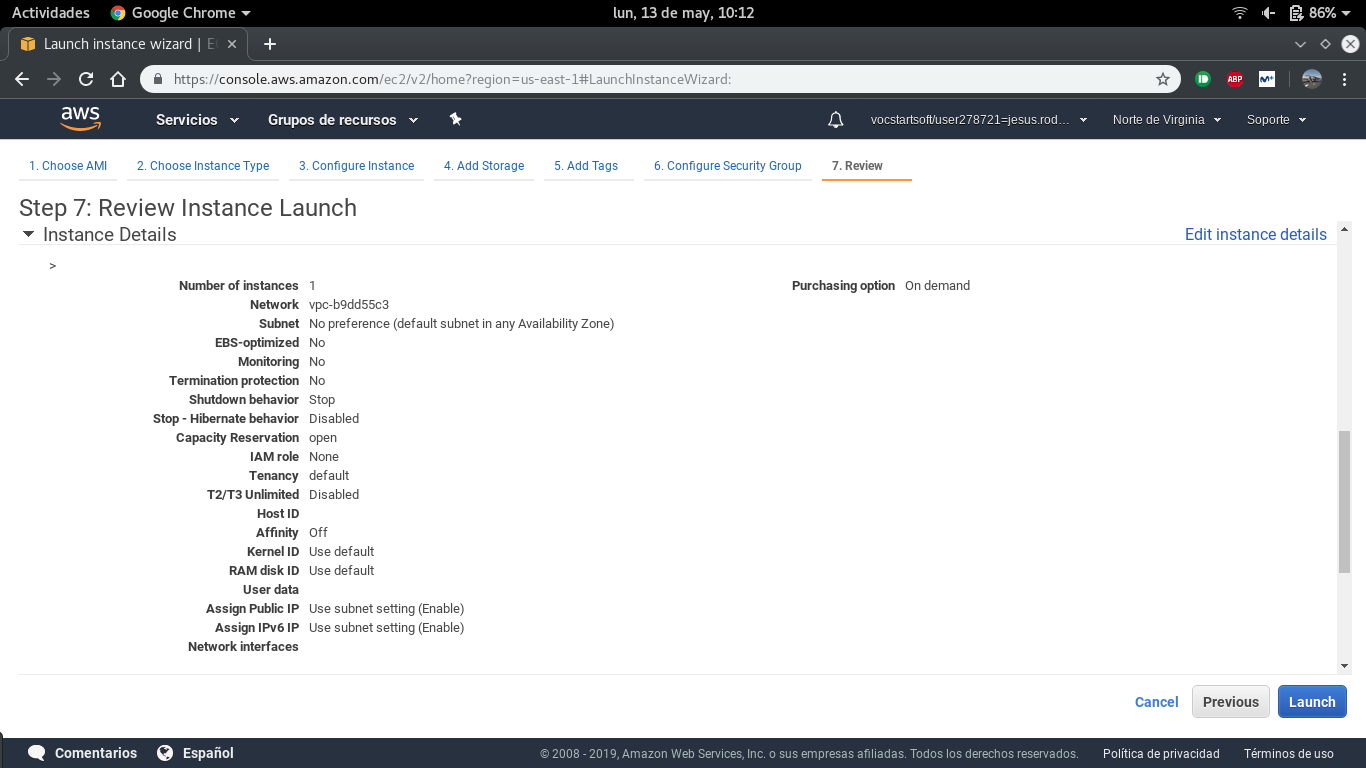 Actividades Google Chrome lun, 13 de may, 10:12 86%
Launch instance wizard | E
https://console.aws.amazon.com/ec2/v2/home?region=us-east-1#LaunchInstanceWizard: ABP M+
aws Servicios Grupos de recursos vocstartsoft/user278721=jesus.rod... Norte de Virginia Soporte
1. Choose AMI 2. Choose Instance Type 3. Configure Instance 4. Add Storage 5. Add Tags 6. Configure Security Group 7. Review
Step 7: Review Instance Launch
Instance Details Edit instance details
>
Number of instances 1 Purchasing option On demand
Network vpc-b9dd55c3
Subnet No preference (default subnet in any Availability Zone)
EBS-optimized No
Monitoring No
Termination protection No
Shutdown behavior Stop
Stop - Hibernate behavior Disabled
Capacity Reservation open
IAM role None
Tenancy default
T2/T3 Unlimited Disabled
Host ID
Affinity Off
Kernel ID Use default
RAM disk ID Use default
User data
Assign Public IP Use subnet setting (Enable)
Assign IPv6 IP Use subnet setting (Enable)
Network interfaces
Cancel Previous Launch
Comentarios Español © 2008 - 2019, Amazon Web Services, Inc. o sus empresas afiliadas. Todos los derechos reservados. Política de privacidad Términos de uso